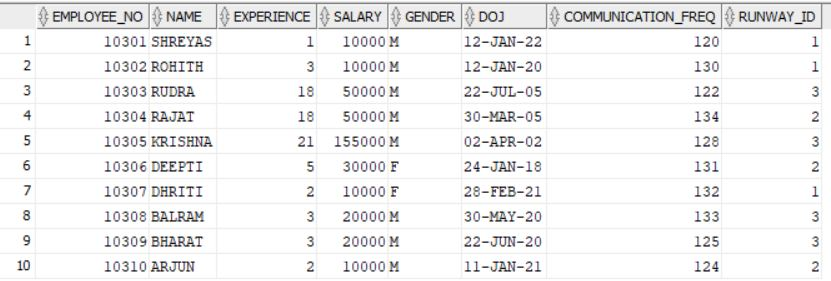 EMPLOYEE_NO NAME EXPERIENCE SALARY GENDER DOJ COMMUNICATION_FREQ RUNWAY_ID
1 10301 SHREYAS 1 10000 M 12-JAN-22 120 1
2 10302 ROHITH 3 10000 M 12-JAN-20 130 1
3 10303 RUDRA 18 50000 M 22-JUL-05 122 3
4 10304 RAJAT 18 50000 M 30-MAR-05 134 2
5 10305 KRISHNA 21 155000 M 02-APR-02 128 3
6 10306 DEEPTI 5 30000 F 24-JAN-18 131 2
7 10307 DHRITI 2 10000 F 28-FEB-21 132 1
8 10308 BALRAM 3 20000 M 30-MAY-20 133 3
9 10309 BHARAT 3 20000 M 22-JUN-20 125 3
10 10310 ARJUN 2 10000 M 11-JAN-21 124 2